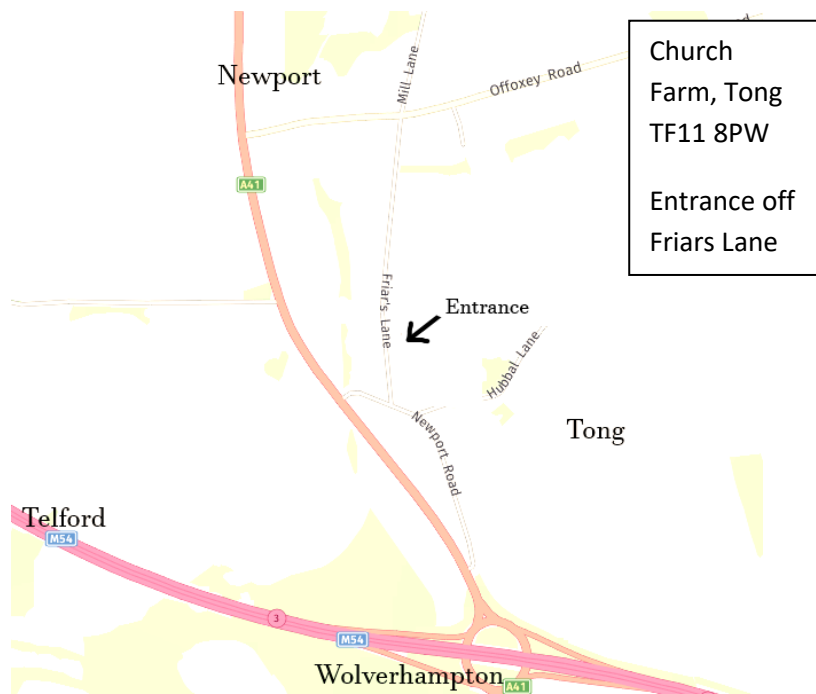 Church
Farm, Tong
TF11 8PW
Entrance off
Friars Lane
Newport
Mill Lane
Offoxey Road
A41
Friar's Lane
Entrance
Hubbal Lane
Newport Road
Tong
Telford
M54
3
M54
Wolverhampton
A41